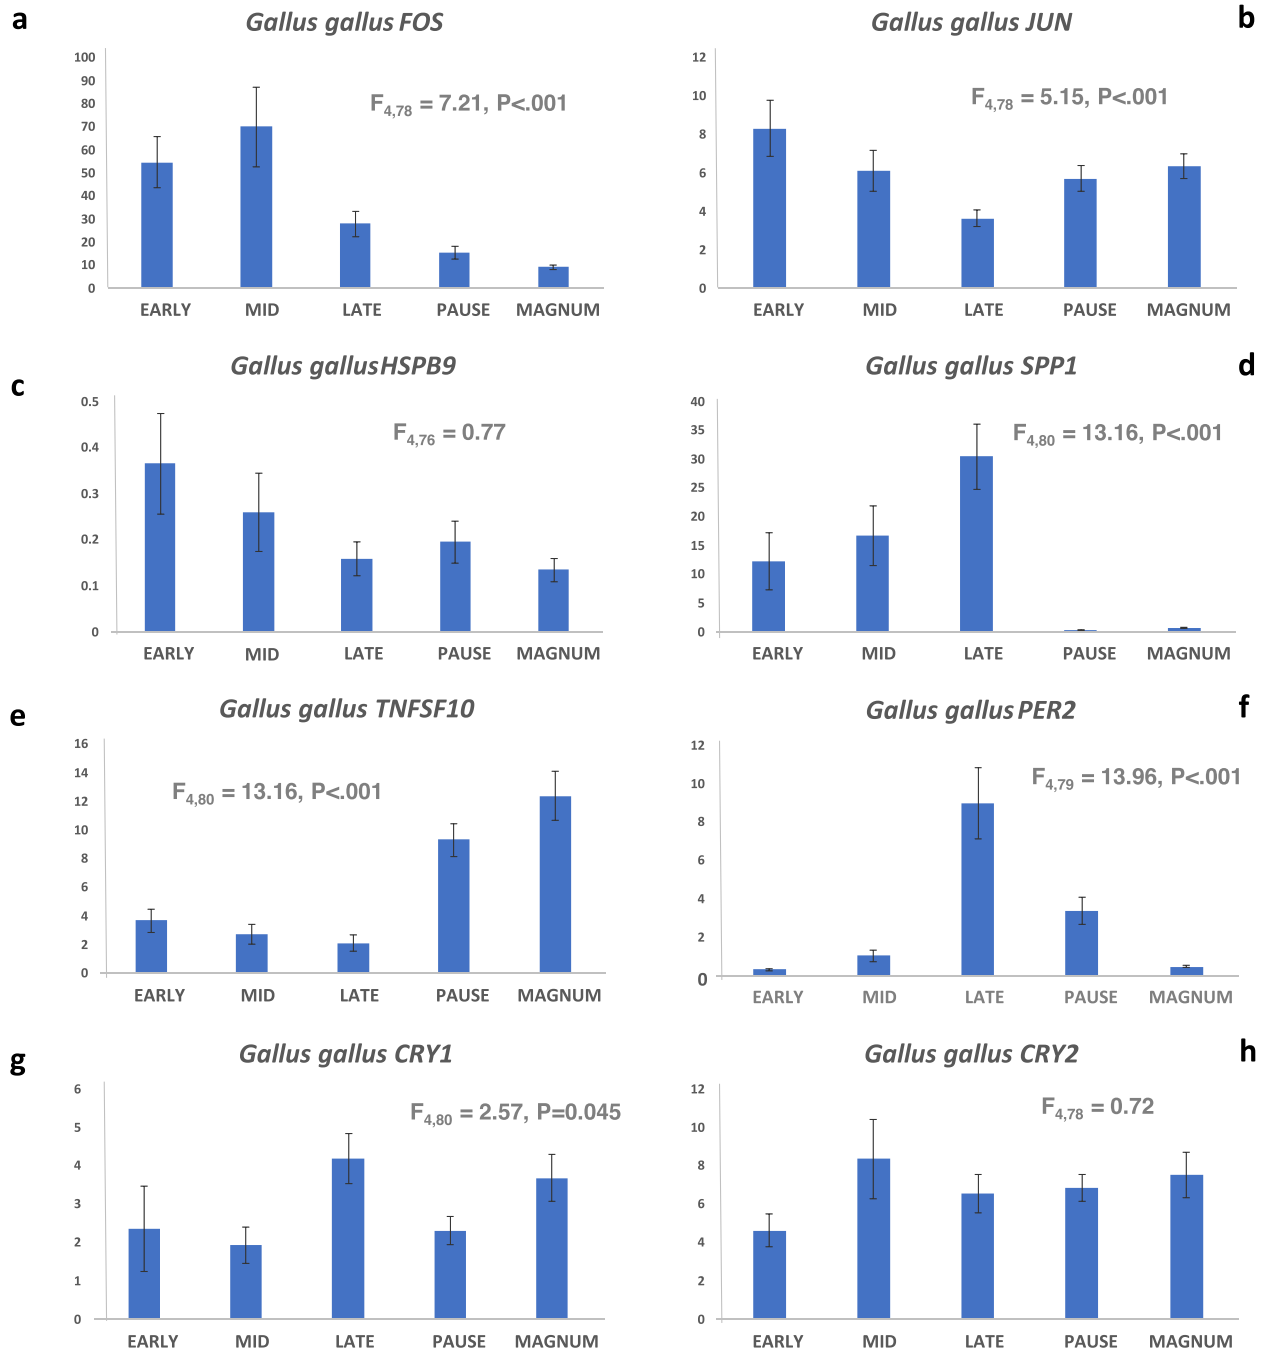 a
Gallus gallus FOS
F4,78 = 7.21, P<.001
100
90
80
70
60
50
40
30
20
10
0
EARLY MID LATE PAUSE MAGNUM
b
Gallus gallus JUN
F4,78 = 5.15, P<.001
12
10
8
6
4
2
0
EARLY MID LATE PAUSE MAGNUM
c
Gallus gallus HSPB9
F4,76 = 0.77
0.5
0.4
0.3
0.2
0.1
0
EARLY MID LATE PAUSE MAGNUM
d
Gallus gallus SPP1
F4,80 = 13.16, P<.001
40
35
30
25
20
15
10
5
0
EARLY MID LATE PAUSE MAGNUM
e
Gallus gallus TNFSF10
F4,80 = 13.16, P<.001
16
14
12
10
8
6
4
2
0
EARLY MID LATE PAUSE MAGNUM
f
Gallus gallus PER2
F4,79 = 13.96, P<.001
12
10
8
6
4
2
0
EARLY MID LATE PAUSE MAGNUM
g
Gallus gallus CRY1
F4,80 = 2.57, P=0.045
6
5
4
3
2
1
0
EARLY MID LATE PAUSE MAGNUM
h
Gallus gallus CRY2
F4,78 = 0.72
12
10
8
6
4
2
0
EARLY MID LATE PAUSE MAGNUM